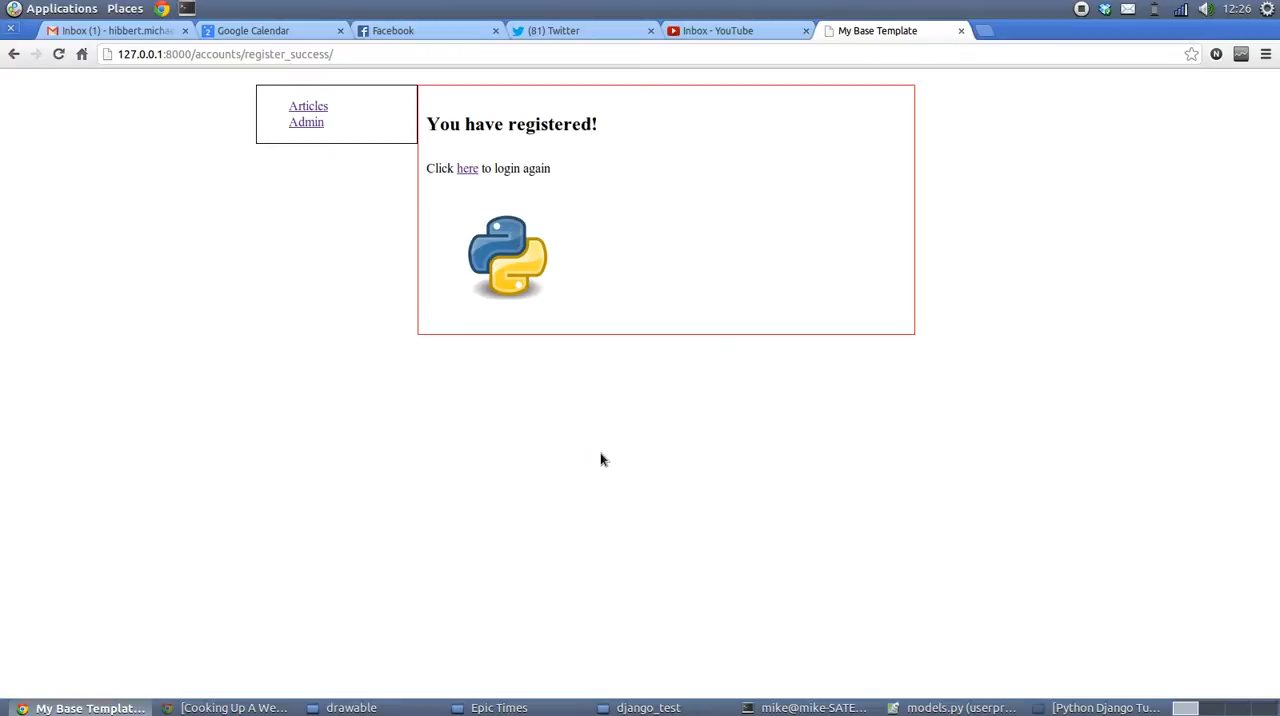 Applications Places 12:26
Inbox (1) - hibbert.micha Google Calendar Facebook (81) Twitter Inbox - YouTube My Base Template
127.0.0.1:8000/accounts/register_success/
Articles
Admin
You have registered!
Click here to login again
My Base Templat... [Cooking Up A We... drawable Epic Times django_test mike@mike-SATE... models.py (userpr... [Python Django Tu...